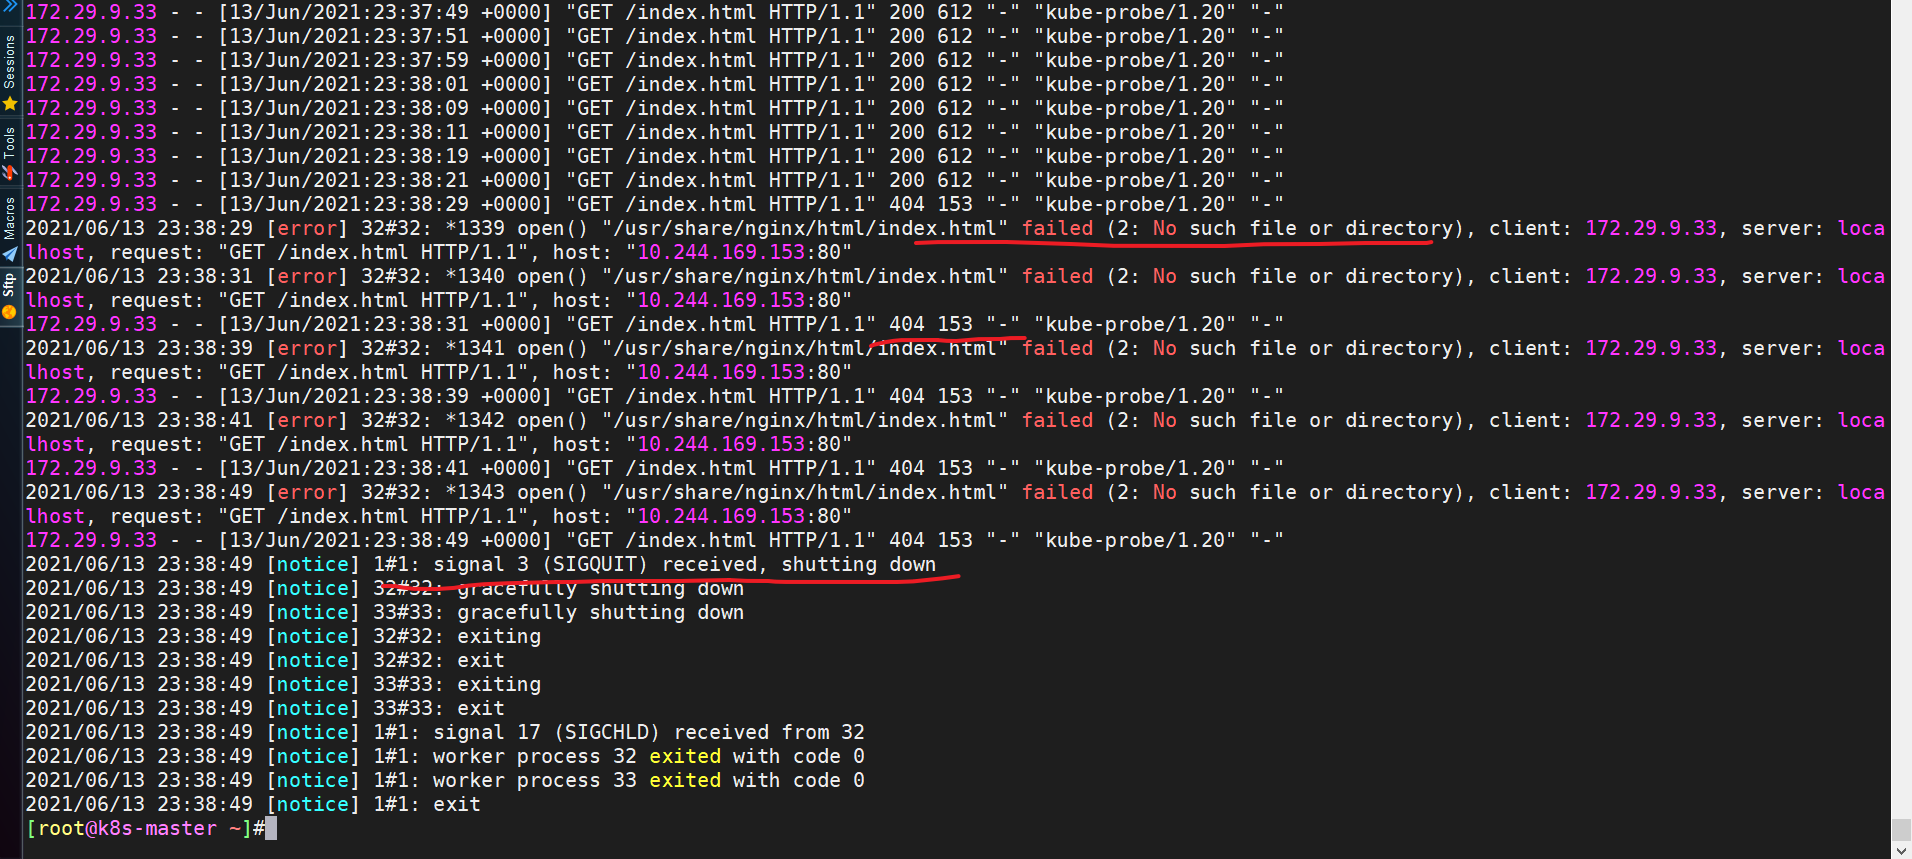 Sessions
Tools
Macros
Sftp
172.29.9.33 - - [13/Jun/2021:23:37:49 +0000] "GET /index.html HTTP/1.1" 200 612 "-" "kube-probe/1.20" "-"
172.29.9.33 - - [13/Jun/2021:23:37:51 +0000] "GET /index.html HTTP/1.1" 200 612 "-" "kube-probe/1.20" "-"
172.29.9.33 - - [13/Jun/2021:23:37:59 +0000] "GET /index.html HTTP/1.1" 200 612 "-" "kube-probe/1.20" "-"
172.29.9.33 - - [13/Jun/2021:23:38:01 +0000] "GET /index.html HTTP/1.1" 200 612 "-" "kube-probe/1.20" "-"
172.29.9.33 - - [13/Jun/2021:23:38:09 +0000] "GET /index.html HTTP/1.1" 200 612 "-" "kube-probe/1.20" "-"
172.29.9.33 - - [13/Jun/2021:23:38:11 +0000] "GET /index.html HTTP/1.1" 200 612 "-" "kube-probe/1.20" "-"
172.29.9.33 - - [13/Jun/2021:23:38:19 +0000] "GET /index.html HTTP/1.1" 200 612 "-" "kube-probe/1.20" "-"
172.29.9.33 - - [13/Jun/2021:23:38:21 +0000] "GET /index.html HTTP/1.1" 200 612 "-" "kube-probe/1.20" "-"
172.29.9.33 - - [13/Jun/2021:23:38:29 +0000] "GET /index.html HTTP/1.1" 404 153 "-" "kube-probe/1.20" "-"
2021/06/13 23:38:29 [error] 32#32: *1339 open() "/usr/share/nginx/html/index.html" failed (2: No such file or directory), client: 172.29.9.33, server: loca
lhost, request: "GET /index.html HTTP/1.1", host: "10.244.169.153:80"
2021/06/13 23:38:31 [error] 32#32: *1340 open() "/usr/share/nginx/html/index.html" failed (2: No such file or directory), client: 172.29.9.33, server: loca
lhost, request: "GET /index.html HTTP/1.1", host: "10.244.169.153:80"
172.29.9.33 - - [13/Jun/2021:23:38:31 +0000] "GET /index.html HTTP/1.1" 404 153 "-" "kube-probe/1.20" "-"
2021/06/13 23:38:39 [error] 32#32: *1341 open() "/usr/share/nginx/html/index.html" failed (2: No such file or directory), client: 172.29.9.33, server: loca
lhost, request: "GET /index.html HTTP/1.1", host: "10.244.169.153:80"
172.29.9.33 - - [13/Jun/2021:23:38:39 +0000] "GET /index.html HTTP/1.1" 404 153 "-" "kube-probe/1.20" "-"
2021/06/13 23:38:41 [error] 32#32: *1342 open() "/usr/share/nginx/html/index.html" failed (2: No such file or directory), client: 172.29.9.33, server: loca
lhost, request: "GET /index.html HTTP/1.1", host: "10.244.169.153:80"
172.29.9.33 - - [13/Jun/2021:23:38:41 +0000] "GET /index.html HTTP/1.1" 404 153 "-" "kube-probe/1.20" "-"
2021/06/13 23:38:49 [error] 32#32: *1343 open() "/usr/share/nginx/html/index.html" failed (2: No such file or directory), client: 172.29.9.33, server: loca
lhost, request: "GET /index.html HTTP/1.1", host: "10.244.169.153:80"
172.29.9.33 - - [13/Jun/2021:23:38:49 +0000] "GET /index.html HTTP/1.1" 404 153 "-" "kube-probe/1.20" "-"
2021/06/13 23:38:49 [notice] 1#1: signal 3 (SIGQUIT) received, shutting down
2021/06/13 23:38:49 [notice] 32#32: gracefully shutting down
2021/06/13 23:38:49 [notice] 33#33: gracefully shutting down
2021/06/13 23:38:49 [notice] 32#32: exiting
2021/06/13 23:38:49 [notice] 32#32: exit
2021/06/13 23:38:49 [notice] 33#33: exiting
2021/06/13 23:38:49 [notice] 33#33: exit
2021/06/13 23:38:49 [notice] 1#1: signal 17 (SIGCHLD) received from 32
2021/06/13 23:38:49 [notice] 1#1: worker process 32 exited with code 0
2021/06/13 23:38:49 [notice] 1#1: worker process 33 exited with code 0
2021/06/13 23:38:49 [notice] 1#1: exit
[root@k8s-master ~]#